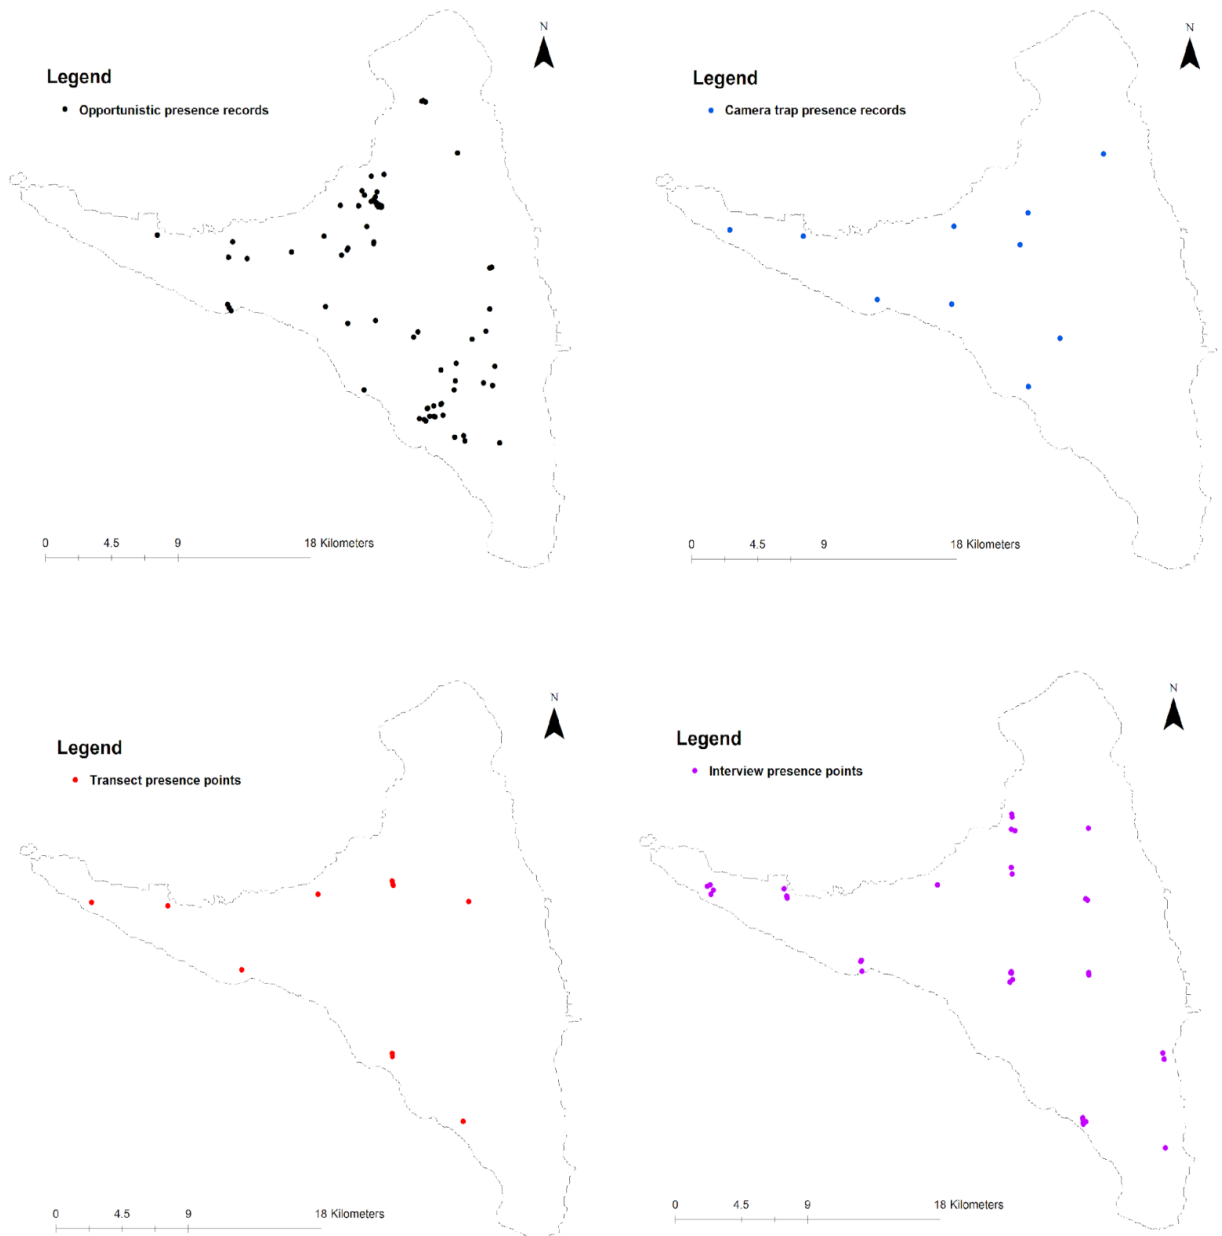 N
Legend
Opportunistic presence records
0 4.5 9 18 Kilometers
N
Legend
Camera trap presence records
0 4.5 9 18 Kilometers
N
Legend
Transect presence points
0 4.5 9 18 Kilometers
N
Legend
Interview presence points
0 4.5 9 18 Kilometers